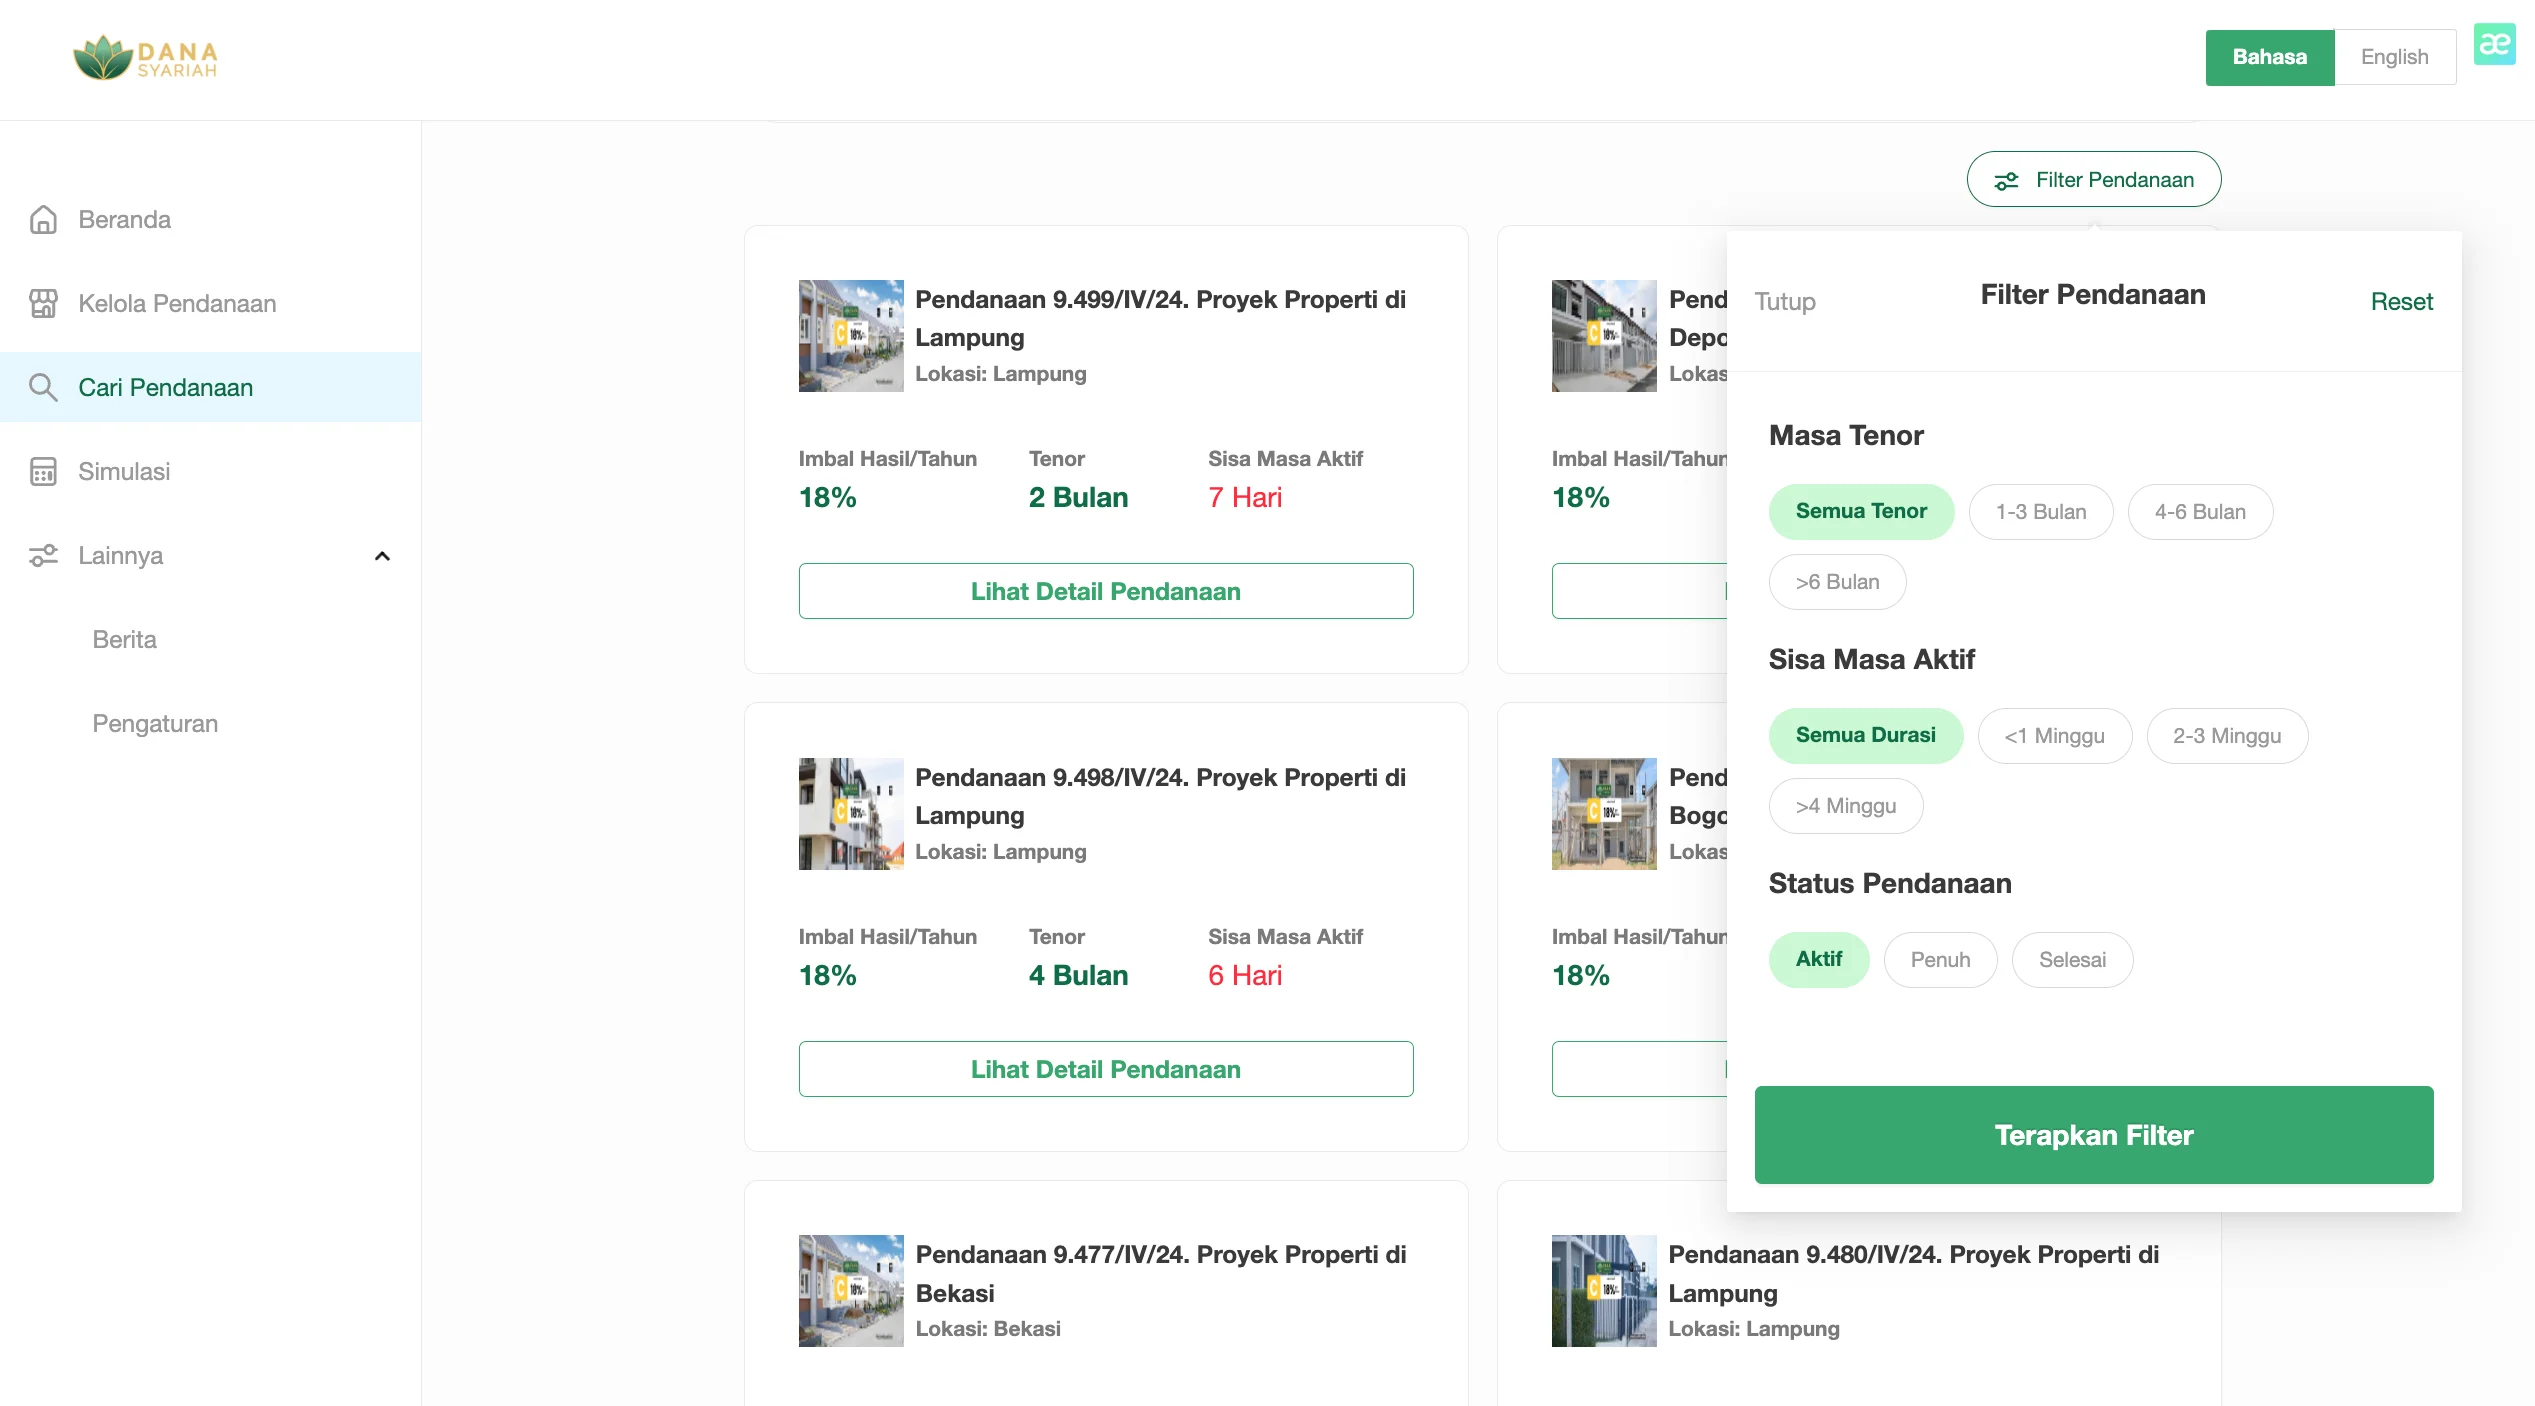 DANA
SYARIAH
Bahasa
English
æ
Beranda
Kelola Pendanaan
Cari Pendanaan
Simulasi
Lainnya
Berita
Pengaturan
Filter Pendanaan
Pendanaan 9.499/IV/24. Proyek Properti di
Lampung
Lokasi: Lampung
C 18%
Imbal Hasil/Tahun
Tenor
Sisa Masa Aktif
18%
2 Bulan
7 Hari
Lihat Detail Pendanaan
C 18%
Imbal Hasil/Tahun
18%
Pendanaan 9.498/IV/24. Proyek Properti di
Lampung
Lokasi: Lampung
C 18%
Imbal Hasil/Tahun
Tenor
Sisa Masa Aktif
18%
4 Bulan
6 Hari
Lihat Detail Pendanaan
C 18%
Imbal Hasil/Tahun
18%
Pendanaan 9.477/IV/24. Proyek Properti di
Bekasi
Lokasi: Bekasi
C 18%
Pendanaan 9.480/IV/24. Proyek Properti di
Lampung
Lokasi: Lampung
C 18%
Tutup
Filter Pendanaan
Reset
Masa Tenor
Semua Tenor
1-3 Bulan
4-6 Bulan
>6 Bulan
Sisa Masa Aktif
Semua Durasi
<1 Minggu
2-3 Minggu
>4 Minggu
Status Pendanaan
Aktif
Penuh
Selesai
Terapkan Filter